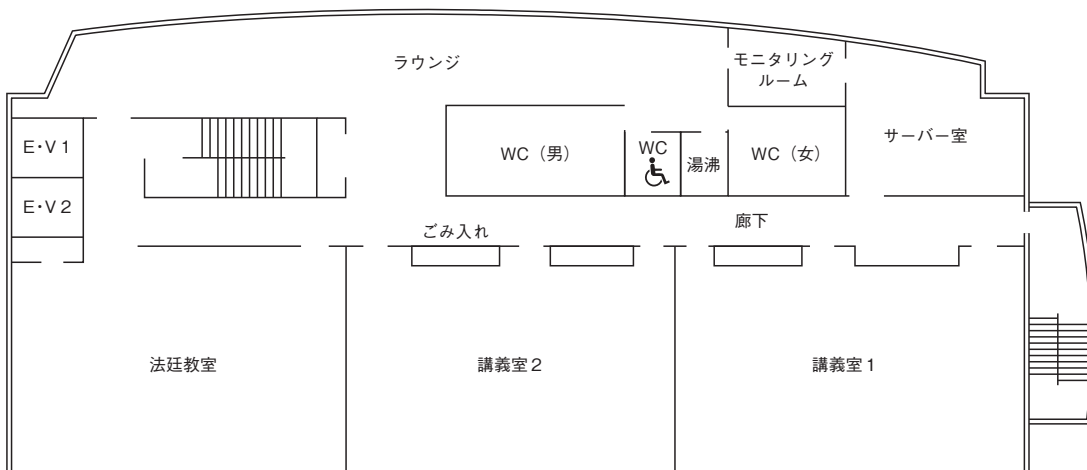 ラウンジ
モニタリング
ルーム
E・V 1
WC（男）
WC
湯沸
WC（女）
サーバー室
E・V 2
ごみ入れ
廊下
法廷教室
講義室２
講義室１